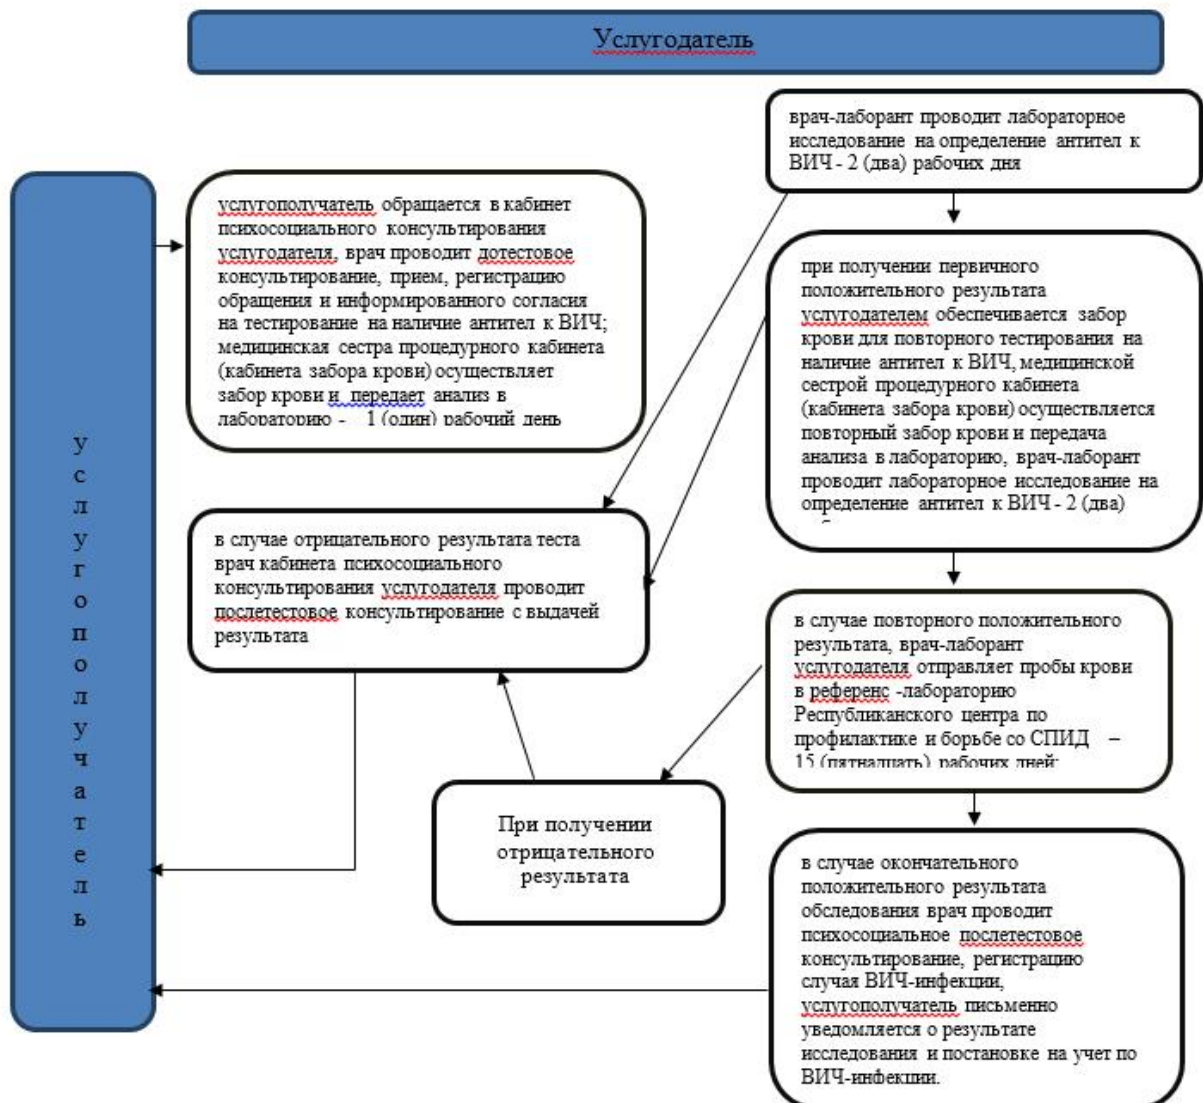 Услугодатель
услугополучатель
услугополучатель обращается в кабинет
психосоциального консультирования
услугодателя, врач проводит дотестовое
консультирование, прием, регистрацию
обращения и информированного согласия
на тестирование на наличие антител к ВИЧ;
медицинская сестра процедурного кабинета
(кабинета забора крови) осуществляет
забор крови и передает анализ в
лабораторию - 1 (один) рабочий день
врач-лаборант проводит лабораторное
исследование на определение антител к
ВИЧ - 2 (два) рабочих дня
при получении первичного
положительного результата
услугодателем обеспечивается забор
крови для повторного тестирования на
наличие антител к ВИЧ, медицинской
сестрой процедурного кабинета
(кабинета забора крови) осуществляется
повторный забор крови и передача
анализа в лабораторию, врач-лаборант
проводит лабораторное исследование на
определение антител к ВИЧ - 2 (два)
в случае отрицательного результата теста
врач кабинета психосоциального
консультирования услугодателя проводит
послетестовое консультирование с выдачей
результата
в случае повторного положительного
результата, врач-лаборант
услугодателя отправляет пробы крови
в референс -лабораторию
Республиканского центра по
профилактике и борьбе со СПИД –
15 (пятнадцать) рабочих дней;
При получении
отрицательного
результата
в случае окончательного
положительного результата
обследования врач проводит
психосоциальное послетестовое
консультирование, регистрацию
случая ВИЧ-инфекции,
услугополучатель письменно
уведомляется о результате
исследования и постановке на учет по
ВИЧ-инфекции.